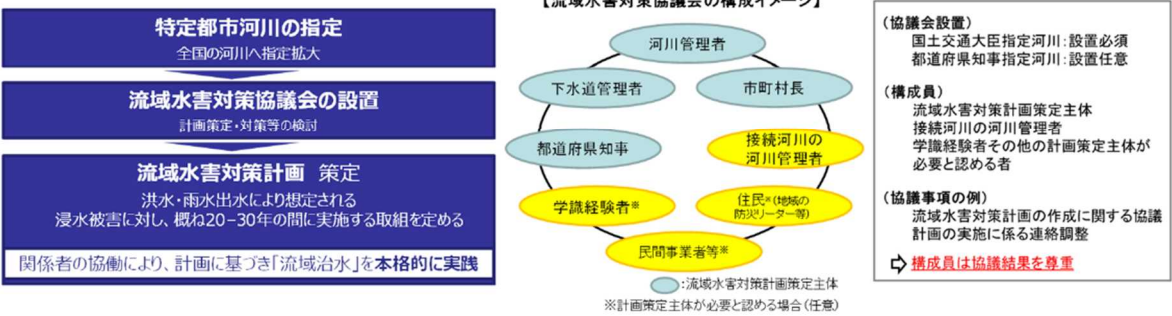 特定都市河川の指定
全国の河川へ指定拡大
流域水害対策協議会の設置
計画策定・対策等の検討
流域水害対策計画 策定
洪水・雨水出水により想定される
浸水被害に対し、概ね20-30年の間に実施する取組を定める
関係者の協働により、計画に基づき「流域治水」を本格的に実践
【流域水害対策協議会の構成イメージ】
河川管理者
下水道管理者
市町村長
都道府県知事
接続河川の
河川管理者
学識経験者※
住民※(地域の
防災リーダー等)
民間事業者等※
:流域水害対策計画策定主体
※計画策定主体が必要と認める場合(任意)
(協議会設置)
国土交通大臣指定河川:設置必須
都道府県知事指定河川:設置任意
(構成員)
流域水害対策計画策定主体
接続河川の河川管理者
学識経験者その他の計画策定主体が
必要と認める者
(協議事項の例)
流域水害対策計画の作成に関する協議
計画の実施に係る連絡調整
構成員は協議結果を尊重